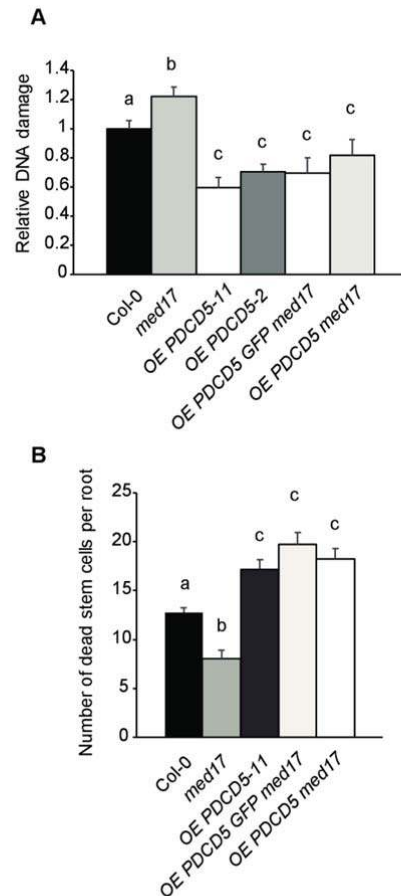 A
Relative DNA damage
1.4
1.2
1
0.8
0.6
0.4
0.2
0
a
b
c
c
c
c
Col-0
med17
OE PDCD5-11
OE PDCD5-2
OE PDCD5 GFP med17
OE PDCD5 med17
B
Number of dead stem cells per root
25
20
15
10
5
0
a
b
c
c
c
Col-0
med17
OE PDCD5-11
OE PDCD5 GFP med17
OE PDCD5 med17